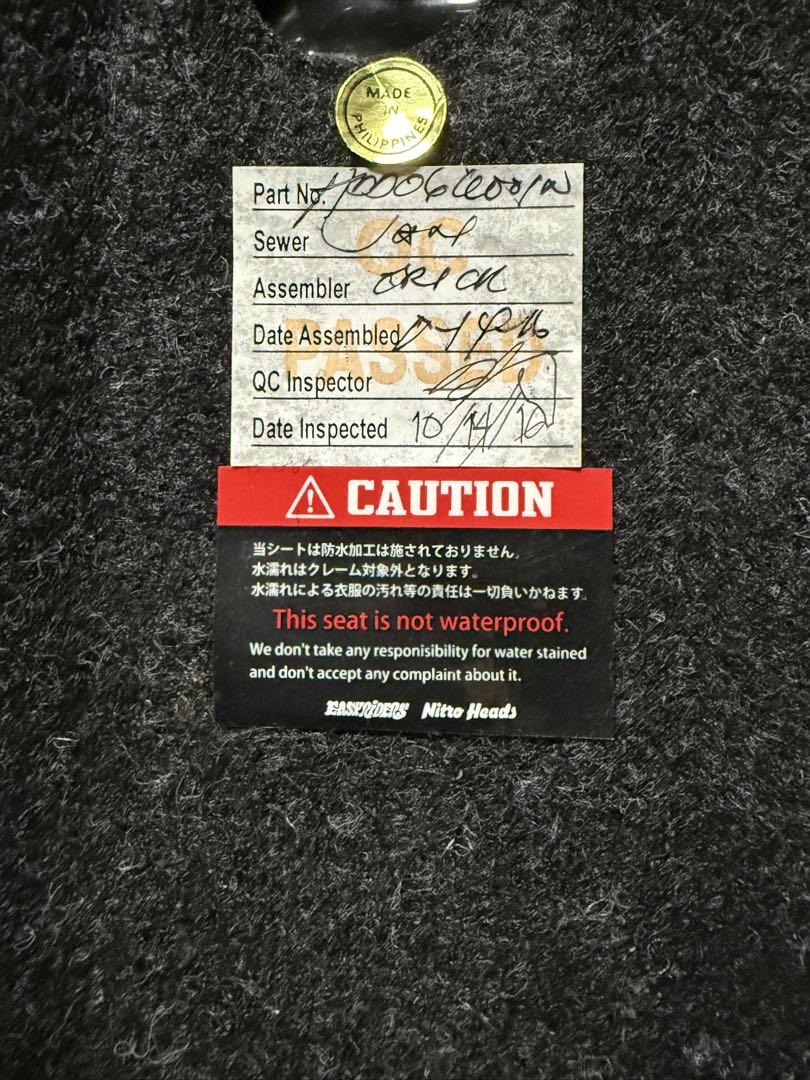 MADE
IN
PHILIPPINES
Part No.
Sewer
Assembler ERICK
Date Assembled
QC Inspector
Date Inspected 10/14/16
QC
PASSED
CAUTION
当シートは防水加工は施されておりません。
水濡れはクレーム対象外となります。
水濡れによる衣服の汚れ等の責任は一切負いかねます。
This seat is not waterproof.
We don't take any responisibility for water stained
and don't accept any complaint about it.
EASYRIDERS Nitro Heads